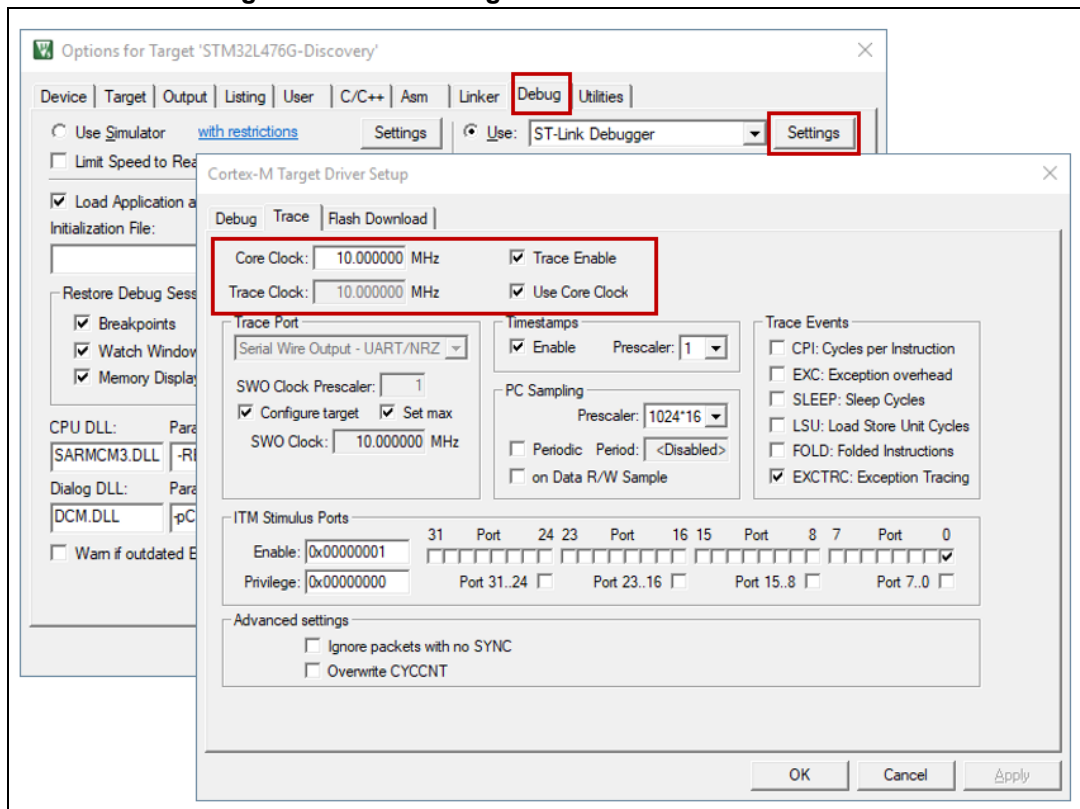 Options for Target 'STM32L476G-Discovery'
Device Target Output Listing User C/C++ Asm Linker Debug Utilities
Use Simulator with restrictions Settings Use: ST-Link Debugger Settings
Limit Speed to Rea
Load Application a
Initialization File:
Restore Debug Sess
Breakpoints
Watch Window
Memory Display
CPU DLL: Para
SARMCM3.DLL -RE
Dialog DLL: Para
DCM.DLL -pC
Warn if outdated E
Cortex-M Target Driver Setup
Debug Trace Flash Download
Core Clock: 10.000000 MHz Trace Enable
Trace Clock: 10.000000 MHz Use Core Clock
Trace Port
Serial Wire Output - UART/NRZ
SWO Clock Prescaler: 1
Configure target Set max
SWO Clock: 10.000000 MHz
Timestamps
Enable Prescaler: 1
PC Sampling
Prescaler: 1024*16
Periodic Period: <Disabled>
on Data R/W Sample
Trace Events
CPI: Cycles per Instruction
EXC: Exception overhead
SLEEP: Sleep Cycles
LSU: Load Store Unit Cycles
FOLD: Folded Instructions
EXCTRC: Exception Tracing
ITM Stimulus Ports
31 Port 24 23 Port 16 15 Port 8 7 Port 0
Enable: 0x00000001
Privilege: 0x00000000 Port 31..24 Port 23..16 Port 15..8 Port 7..0
Advanced settings
Ignore packets with no SYNC
Overwrite CYCCNT
OK Cancel Apply